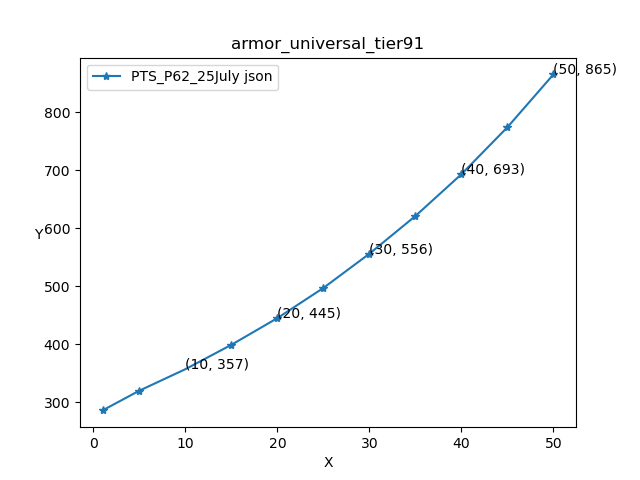 armor_universal_tier91
PTS_P62_25July json
(50, 865)
800
700
(40, 693)
Y
600
(30, 556)
500
(20, 445)
400
(10, 357)
300
0 10 20 30 40 50
X